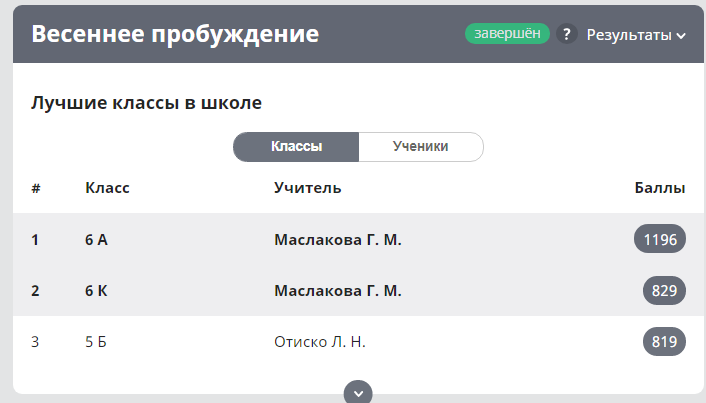 Весеннее пробуждение завершён ? Результаты
Лучшие классы в школе
Классы Ученики
# Класс Учитель Баллы
1 6 А Маслакова Г. М. 1196
2 6 К Маслакова Г. М. 829
3 5 Б Отиско Л. Н. 819